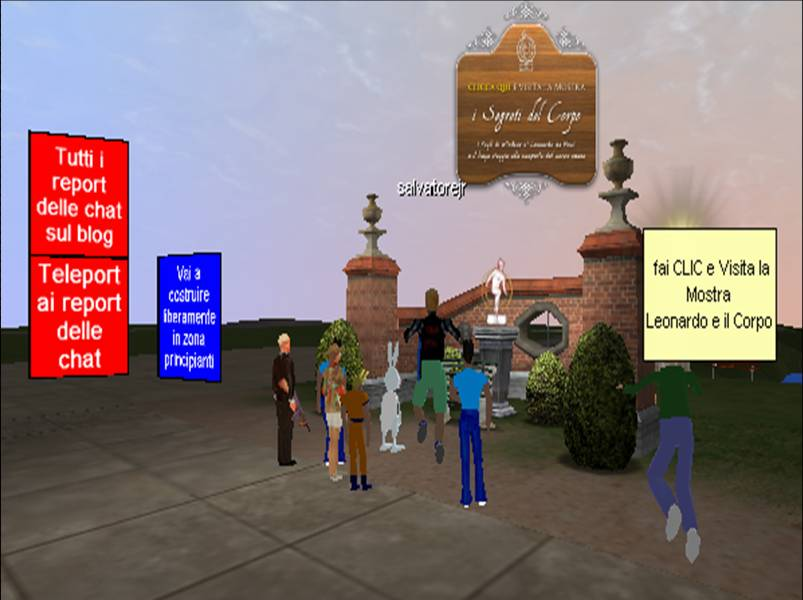 CLICCA QUI E VISITA LA MOSTRA
i Segreti del Corpo
salvatorejr
Tutti i
report
delle chat
sul blog
Teleport
ai report
delle
chat
Vai a
costruire
liberamente
in zona
principianti
fai CLIC e Visita la
Mostra
Leonardo e il Corpo